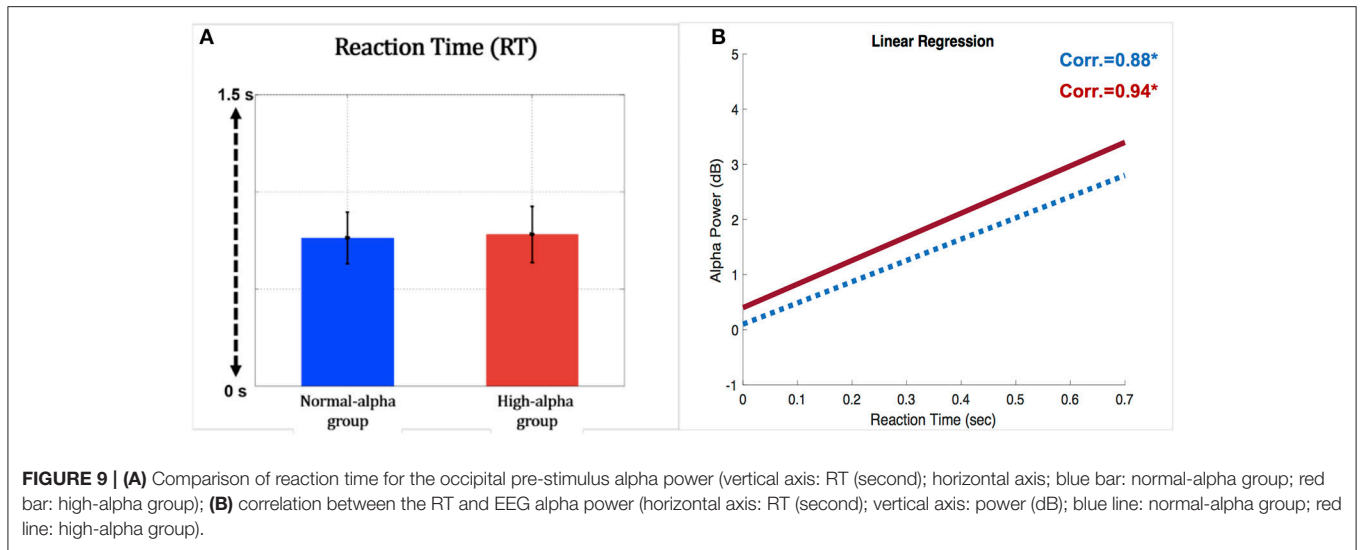 A
Reaction Time (RT)
1.5 s
0 s
Normal-alpha
group
High-alpha
group
B
Linear Regression
Corr.=0.88*
Corr.=0.94*
5
4
3
2
1
0
-1
Alpha Power (dB)
0 0.1 0.2 0.3 0.4 0.5 0.6 0.7
Reaction Time (sec)
FIGURE 9 | (A) Comparison of reaction time for the occipital pre-stimulus alpha power (vertical axis: RT (second); horizontal axis; blue bar: normal-alpha group; red
bar: high-alpha group); (B) correlation between the RT and EEG alpha power (horizontal axis: RT (second); vertical axis: power (dB); blue line: normal-alpha group; red
line: high-alpha group).